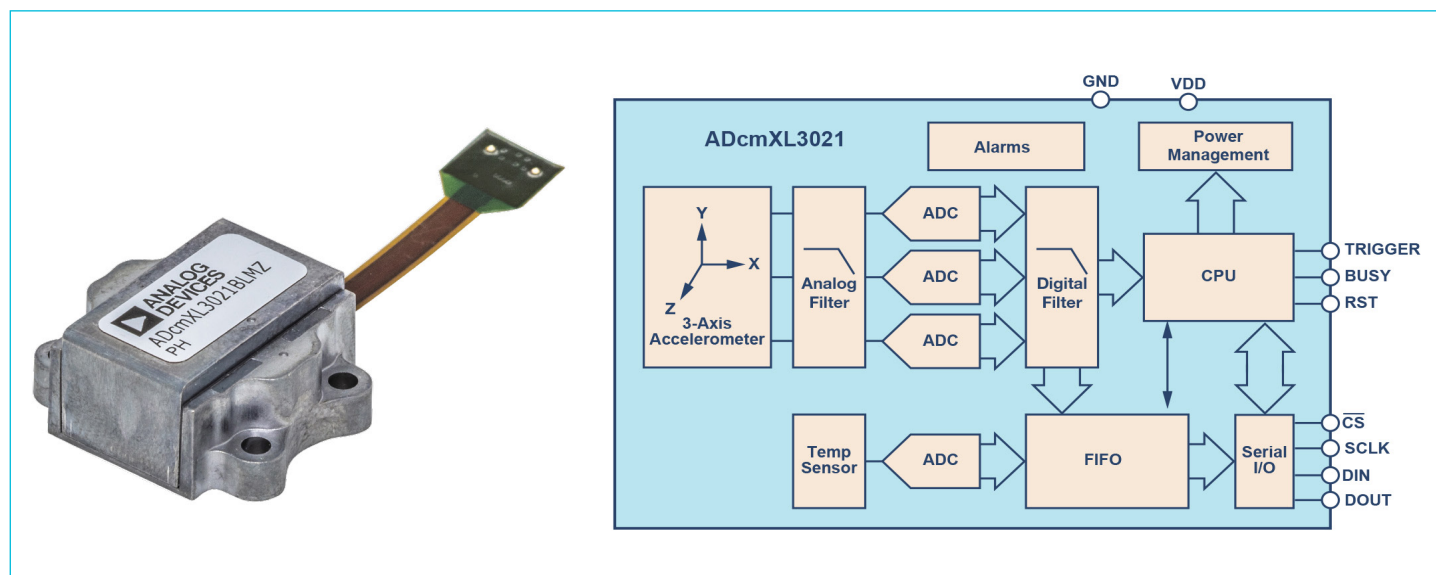 ANALOG
DEVICES
ADcmXL3021BLMZ
PH
GND
VDD
ADcmXL3021
Alarms
Power
Management
Y
X
Z
3-Axis
Accelerometer
Analog
Filter
ADC
ADC
ADC
Digital
Filter
CPU
TRIGGER
BUSY
RST
Temp
Sensor
ADC
FIFO
Serial
I/O
C̅S̅
SCLK
DIN
DOUT